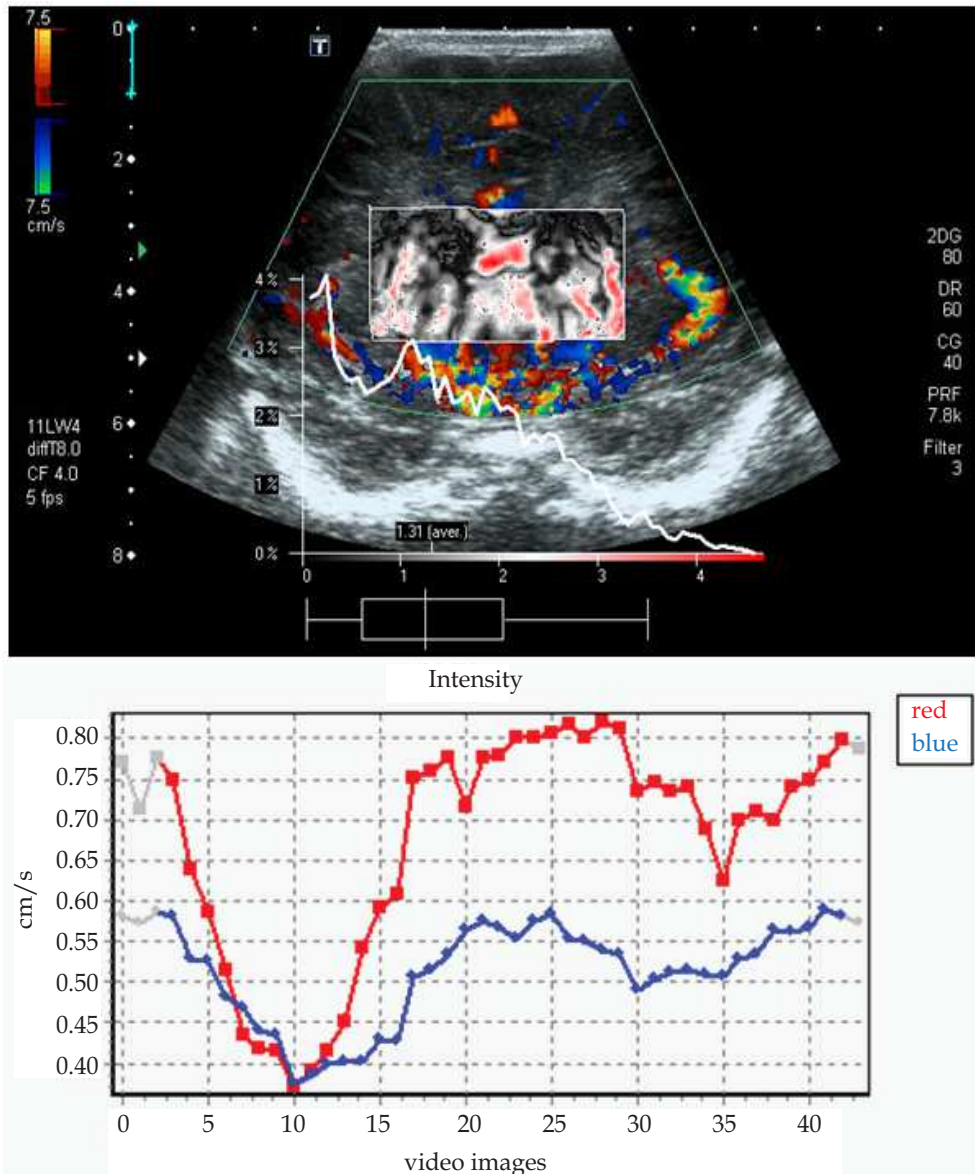 7.5
7.5
cm/s
T
0
2
4
6
8
11LW4
diffT8.0
CF 4.0
5 fps
2DG
80
DR
60
CG
40
PRF
7.8k
Filter
3
4%
3%
2%
1%
0%
1.31 (aver.)
0 1 2 3 4
Intensity
red
blue
cm/s
0.80
0.75
0.70
0.65
0.60
0.55
0.50
0.45
0.40
0 5 10 15 20 25 30 35 40
video images